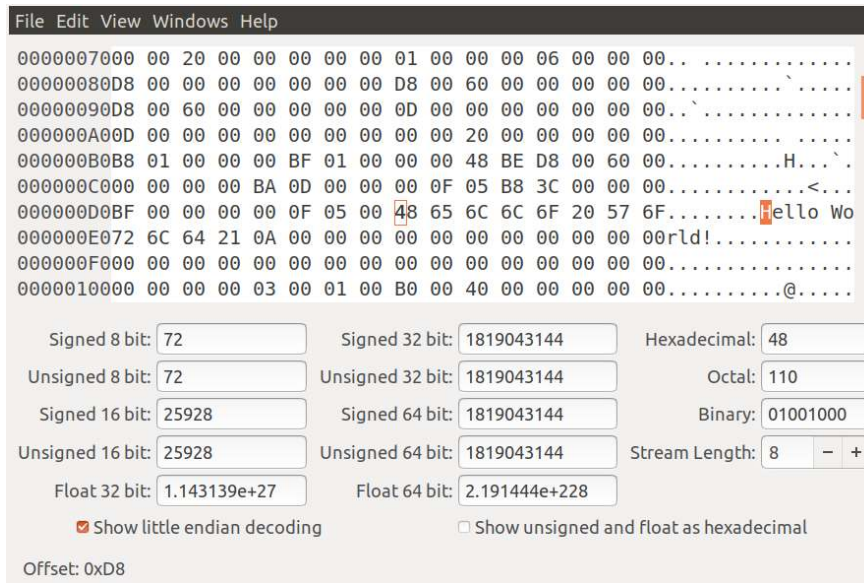 File Edit View Windows Help
0000007000 00 20 00 00 00 00 00 01 00 00 00 06 00 00 00.. .............
00000080D8 00 00 00 00 00 00 00 D8 00 60 00 00 00 00 00..........`.....
00000090D8 00 60 00 00 00 00 00 0D 00 00 00 00 00 00 00..`.............
000000A00D 00 00 00 00 00 00 00 00 00 20 00 00 00 00 00.......... .....
000000B0B8 01 00 00 00 BF 01 00 00 00 48 BE D8 00 60 00..........H...`.
000000C000 00 00 00 BA 0D 00 00 00 0F 05 B8 3C 00 00 00............<...
000000D0BF 00 00 00 00 0F 05 00 48 65 6C 6C 6F 20 57 6F........Hello Wo
000000E072 6C 64 21 0A 00 00 00 00 00 00 00 00 00 00 00rld!............
000000F000 00 00 00 00 00 00 00 00 00 00 00 00 00 00 00................
0000010000 00 00 00 03 00 01 00 B0 00 40 00 00 00 00 00..........@.....
Signed 8 bit: 72 Signed 32 bit: 1819043144 Hexadecimal: 48
Unsigned 8 bit: 72 Unsigned 32 bit: 1819043144 Octal: 110
Signed 16 bit: 25928 Signed 64 bit: 1819043144 Binary: 01001000
Unsigned 16 bit: 25928 Unsigned 64 bit: 1819043144 Stream Length: 8 − +
Float 32 bit: 1.143139e+27 Float 64 bit: 2.191444e+228
Show little endian decoding Show unsigned and float as hexadecimal
Offset: 0xD8